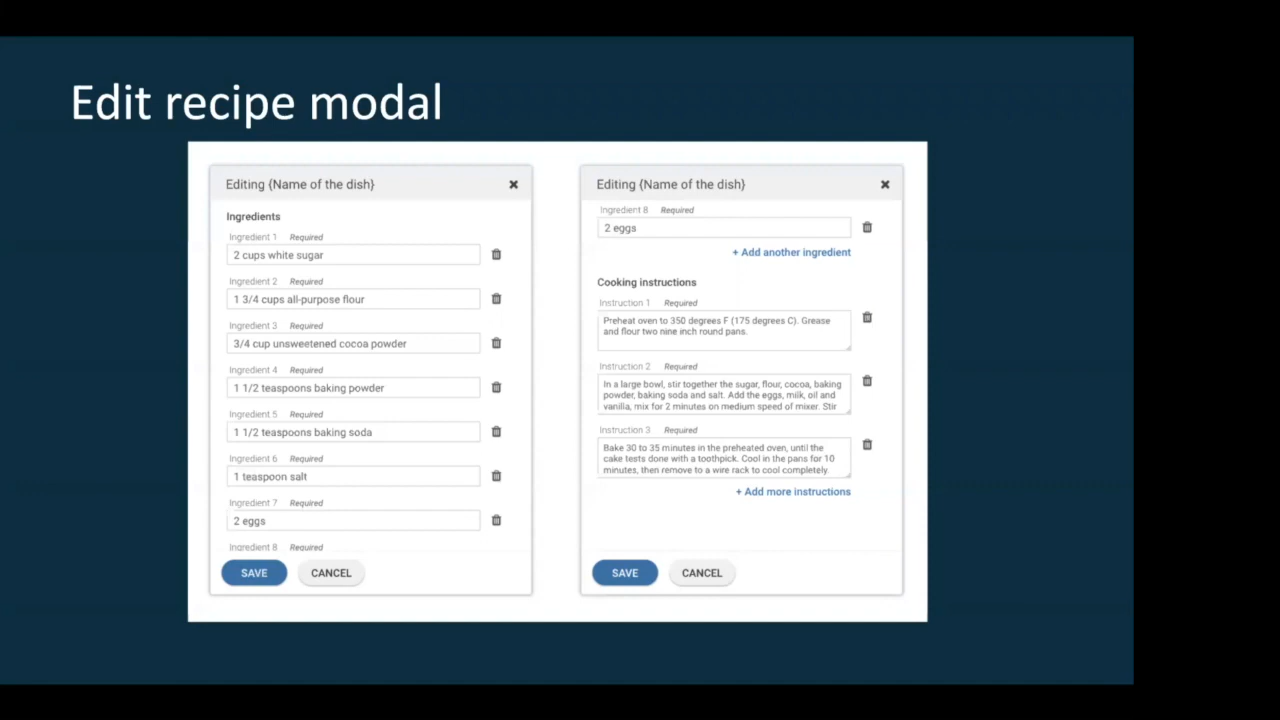 Edit recipe modal
Editing {Name of the dish}
Ingredients
Ingredient 1 Required
2 cups white sugar
Ingredient 2 Required
1 3/4 cups all-purpose flour
Ingredient 3 Required
3/4 cup unsweetened cocoa powder
Ingredient 4 Required
1 1/2 teaspoons baking powder
Ingredient 5 Required
1 1/2 teaspoons baking soda
Ingredient 6 Required
1 teaspoon salt
Ingredient 7 Required
2 eggs
Ingredient 8 Required
SAVE CANCEL
Editing {Name of the dish}
Ingredient 8 Required
2 eggs
+ Add another ingredient
Cooking instructions
Instruction 1 Required
Preheat oven to 350 degrees F (175 degrees C). Grease
and flour two nine inch round pans.
Instruction 2 Required
In a large bowl, stir together the sugar, flour, cocoa, baking
powder, baking soda and salt. Add the eggs, milk, oil and
vanilla, mix for 2 minutes on medium speed of mixer. Stir
Instruction 3 Required
Bake 30 to 35 minutes in the preheated oven, until the
cake tests done with a toothpick. Cool in the pans for 10
minutes, then remove to a wire rack to cool completely.
+ Add more instructions
SAVE CANCEL